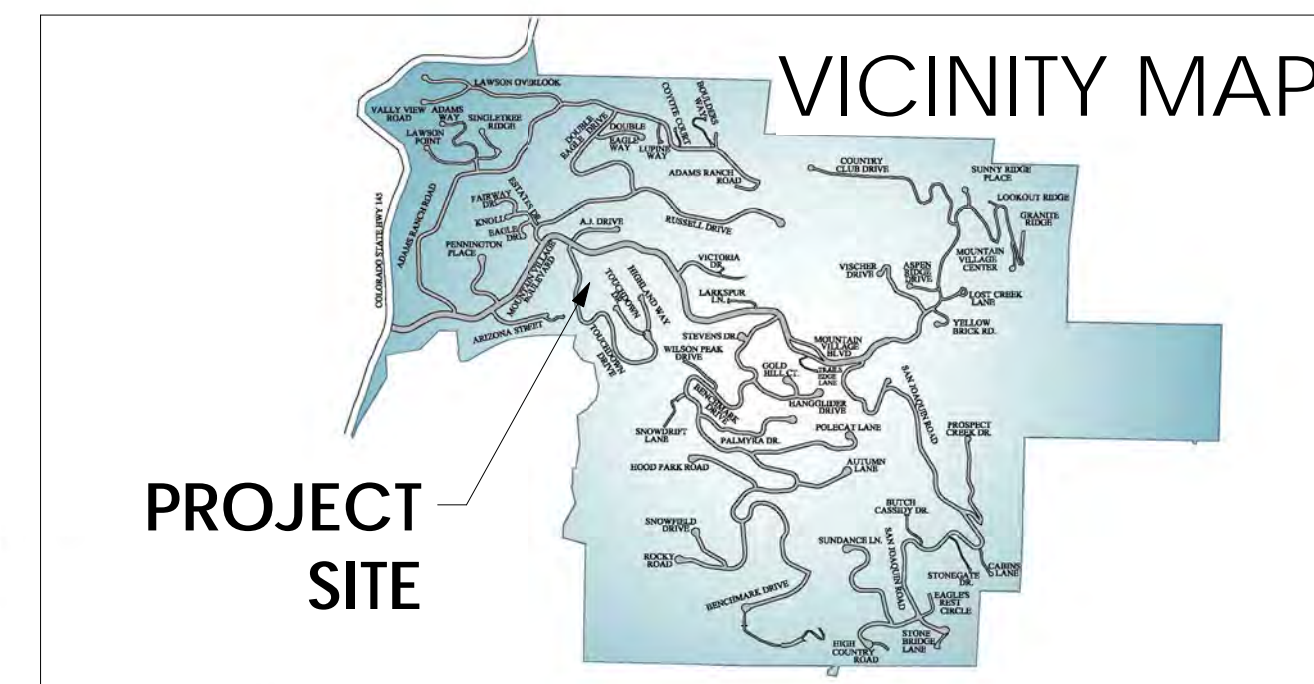 VICINITY MAP
LAWSON OVERLOOK
VALLY VIEW
ROAD
ADAMS
WAY
SINGLETREE
RIDGE
LAWSON
POINT
DOUBLE
EAGLE DRIVE
DOUBLE
EAGLE
WAY
LUPINE
WAY
COYOTE COURT
BOULDERS
WAY
ADAMS RANCH
ROAD
COUNTRY
CLUB DRIVE
SUNNY RIDGE
PLACE
LOOKOUT RIDGE
GRANITE
RIDGE
COLORADO STATE HWY 145
ADAMS RANCH ROAD
FAIRWAY
DR.
ESTATES DR.
KNOLL
EAGLE
DR.
A.J. DRIVE
RUSSELL DRIVE
PENNINGTON
PLACE
MOUNTAIN VILLAGE
BOULEVARD
ARIZONA STREET
TOUCHDOWN
DR.
HIGHLAND WAY
TOUCHDOWN
DRIVE
VICTORIA
DR.
LARKSPUR
LN.
VISCHER
DRIVE
ASPEN
RIDGE
DRIVE
MOUNTAIN
VILLAGE
CENTER
LOST CREEK
LANE
YELLOW
BRICK RD.
STEVENS DR.
WILSON PEAK
DRIVE
MOUNTAIN
VILLAGE
BLVD
GOLD
HILL CT.
TRAILS
EDGE
LANE
HANGGLIDER
DRIVE
BENCHMARK
DRIVE
SAN JOAQUIN ROAD
PROSPECT
CREEK DR.
SNOWDRIFT
LANE
PALMYRA DR.
POLECAT LANE
HOOD PARK ROAD
AUTUMN
LANE
PROJECT
SITE
SNOWFIELD
DRIVE
ROCKY
ROAD
BENCHMARK DRIVE
BUTCH
CASSIDY DR.
SUNDANCE LN.
SAN JOAQUIN ROAD
STONEGATE
DR.
CABINS
LANE
EAGLE'S
REST
CIRCLE
STONE
BRIDGE
LANE
HIGH
COUNTRY
ROAD